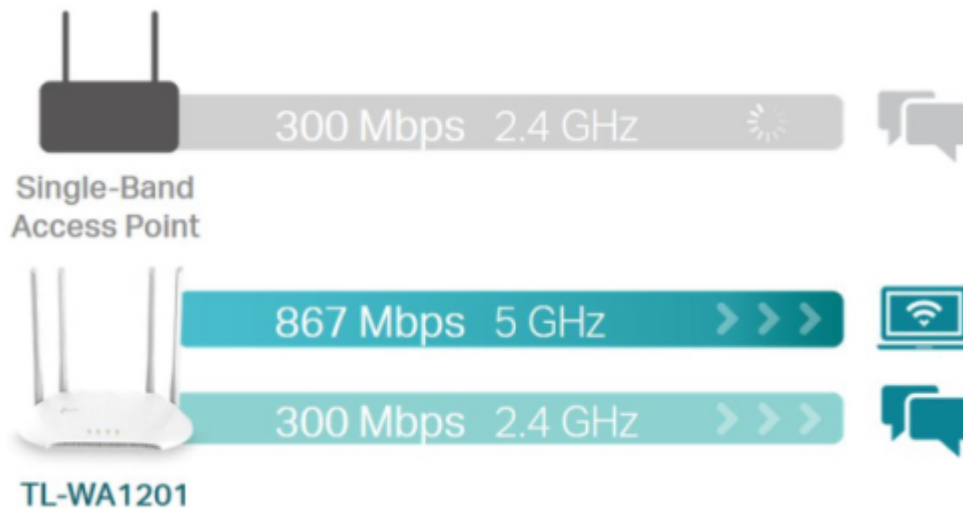 300 Mbps 2.4 GHz
Single-Band
Access Point
867 Mbps 5 GHz
300 Mbps 2.4 GHz
TL-WA1201